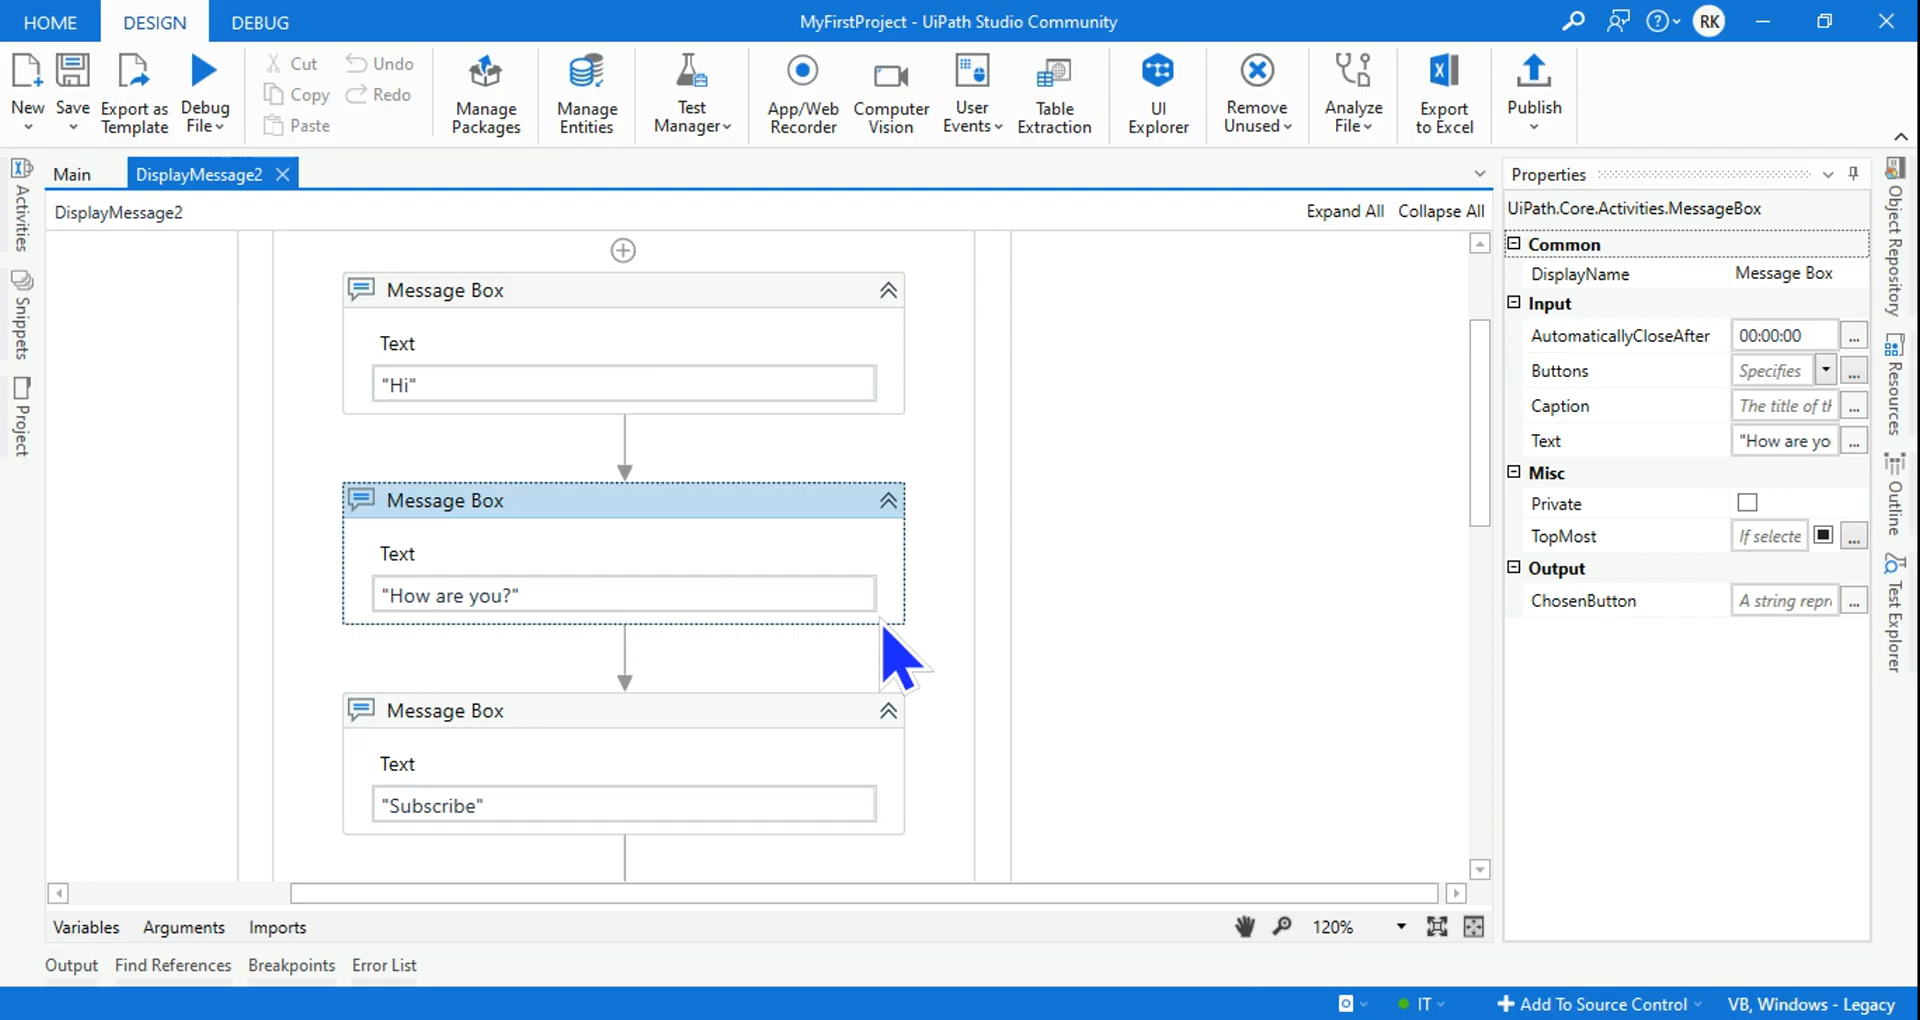 HOME DESIGN DEBUG MyFirstProject - UiPath Studio Community RK
New Save Export as Template Debug File Cut Copy Paste Undo Redo Manage Packages Manage Entities Test Manager App/Web Recorder Computer Vision User Events Table Extraction UI Explorer Remove Unused Analyze File Export to Excel Publish
Activities
Snippets
Project
Main DisplayMessage2
DisplayMessage2 Expand All Collapse All
Message Box
Text
"Hi"
Message Box
Text
"How are you?"
Message Box
Text
"Subscribe"
Variables Arguments Imports 120%
Output Find References Breakpoints Error List
Properties
UiPath.Core.Activities.MessageBox
Common
DisplayName Message Box
Input
AutomaticallyCloseAfter 00:00:00 ...
Buttons Specifies ...
Caption The title of th ...
Text "How are yo ...
Misc
Private
TopMost If selecte ...
Output
ChosenButton A string repr ...
Object Repository
Resources
Outline
Test Explorer
IT Add To Source Control VB, Windows - Legacy